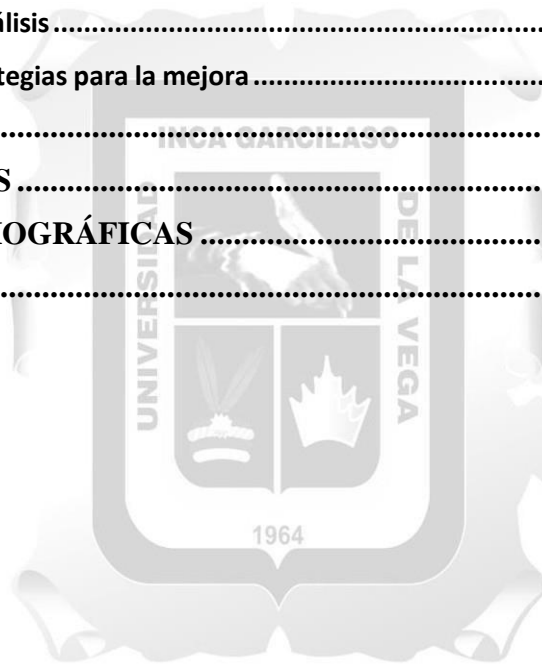 álisis ........................................................
tegias para la mejora ................................
................................................................
S ..............................................................
IOGRÁFICAS ..........................................
................................................................
INCA GARCILASO
UNIVERSIDAD
DE LA VEGA
1964